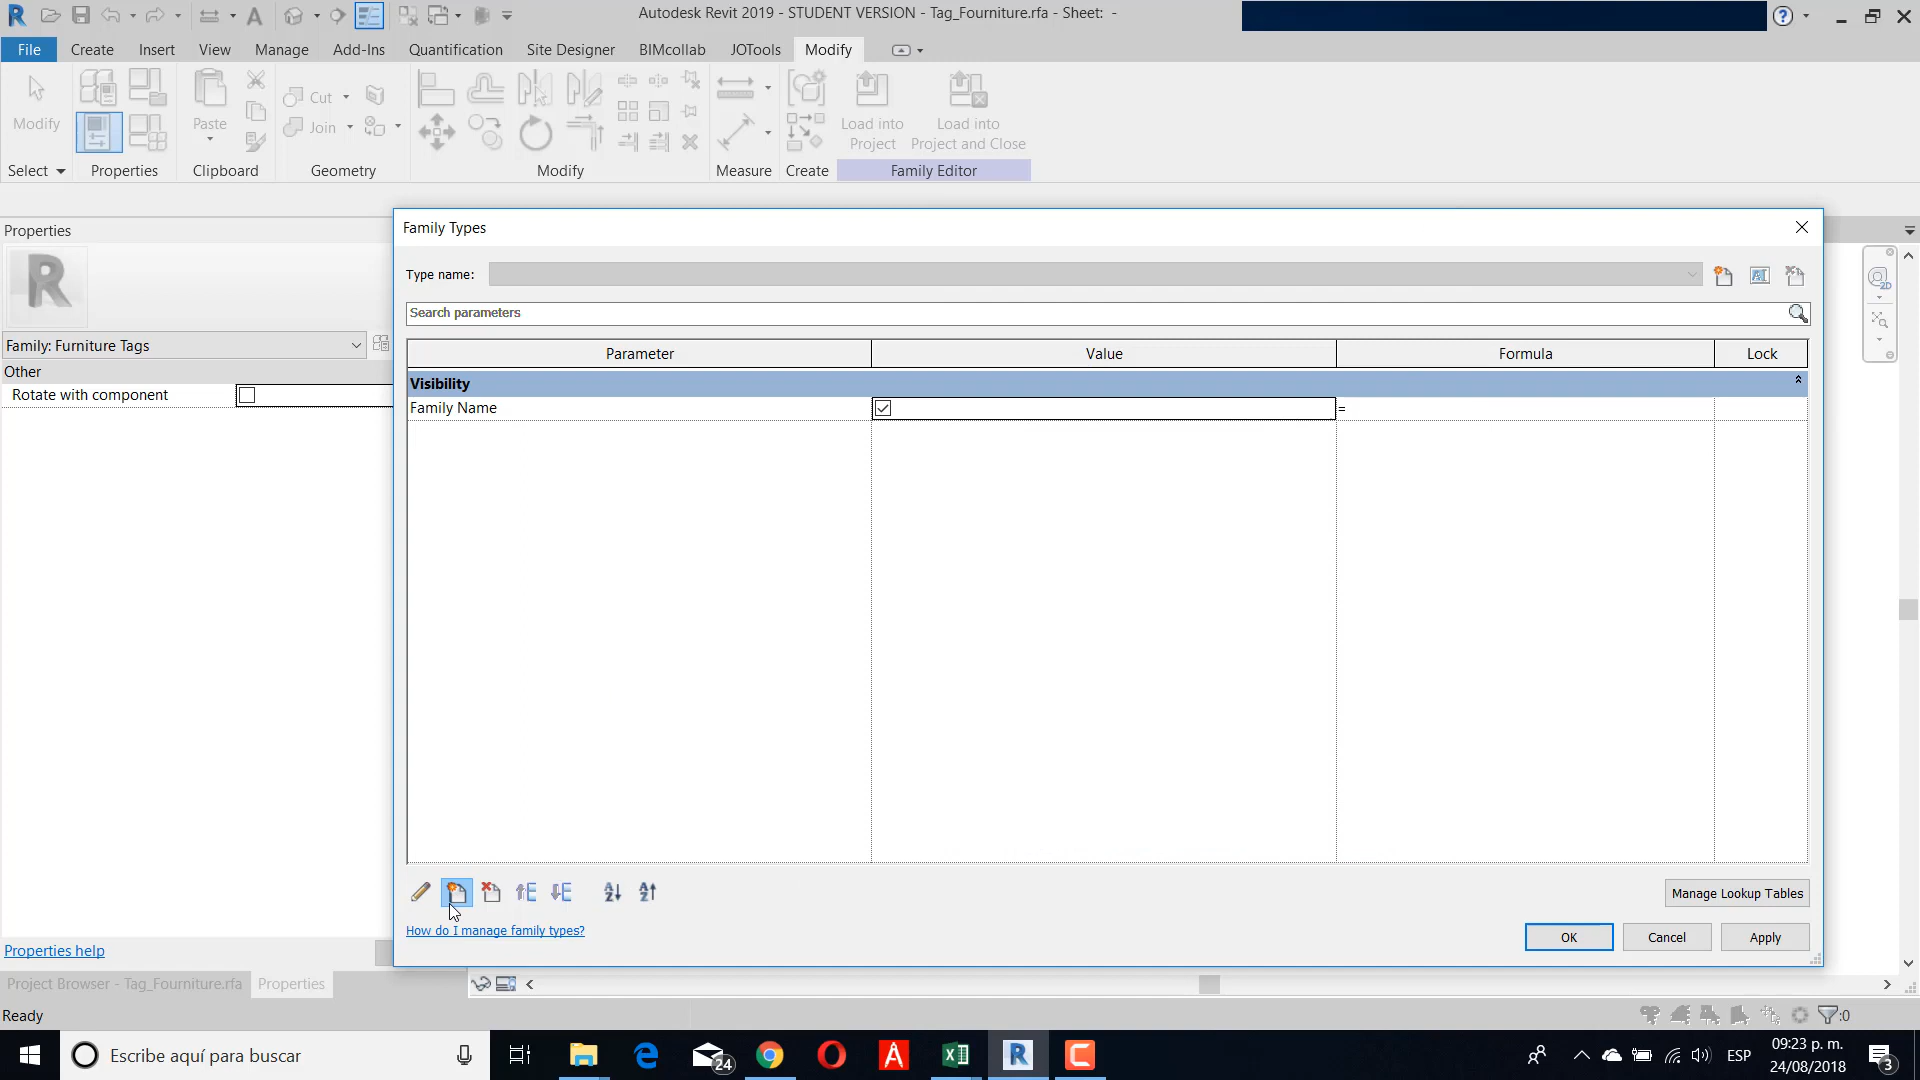 Autodesk Revit 2019 - STUDENT VERSION - Tag_Fourniture.rfa - Sheet: -
File Create Insert View Manage Add-Ins Quantification Site Designer BIMcollab JOTools Modify
Modify
Paste
Cut
Join
Load into
Project
Load into
Project and Close
Select Properties Clipboard Geometry Modify Measure Create Family Editor
Properties
Family: Furniture Tags
Other
Rotate with component
Properties help
Project Browser - Tag_Fourniture.rfa Properties
Family Types
Type name:
Search parameters
Parameter Value Formula Lock
Visibility
Family Name =
Manage Lookup Tables
How do I manage family types?
OK Cancel Apply
Ready
:0
Escribe aquí para buscar
24
ESP
09:23 p. m.
24/08/2018
3